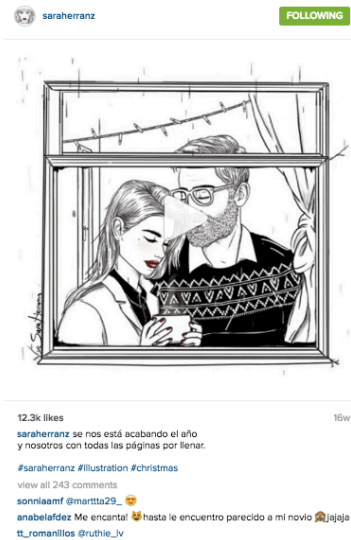 saraherranz
FOLLOWING
Sara Herranz
12.3k likes
16w
saraherranz se nos está acabando el año
y nosotros con todas las páginas por llenar.
#saraherranz #illustration #christmas
view all 243 comments
sonniaamf @marttta29_ 😍
anabelafdez Me encanta! 😻hasta le encuentro parecido a mi novio 🙈jajaja
tt_romanillos @ruthie_lv